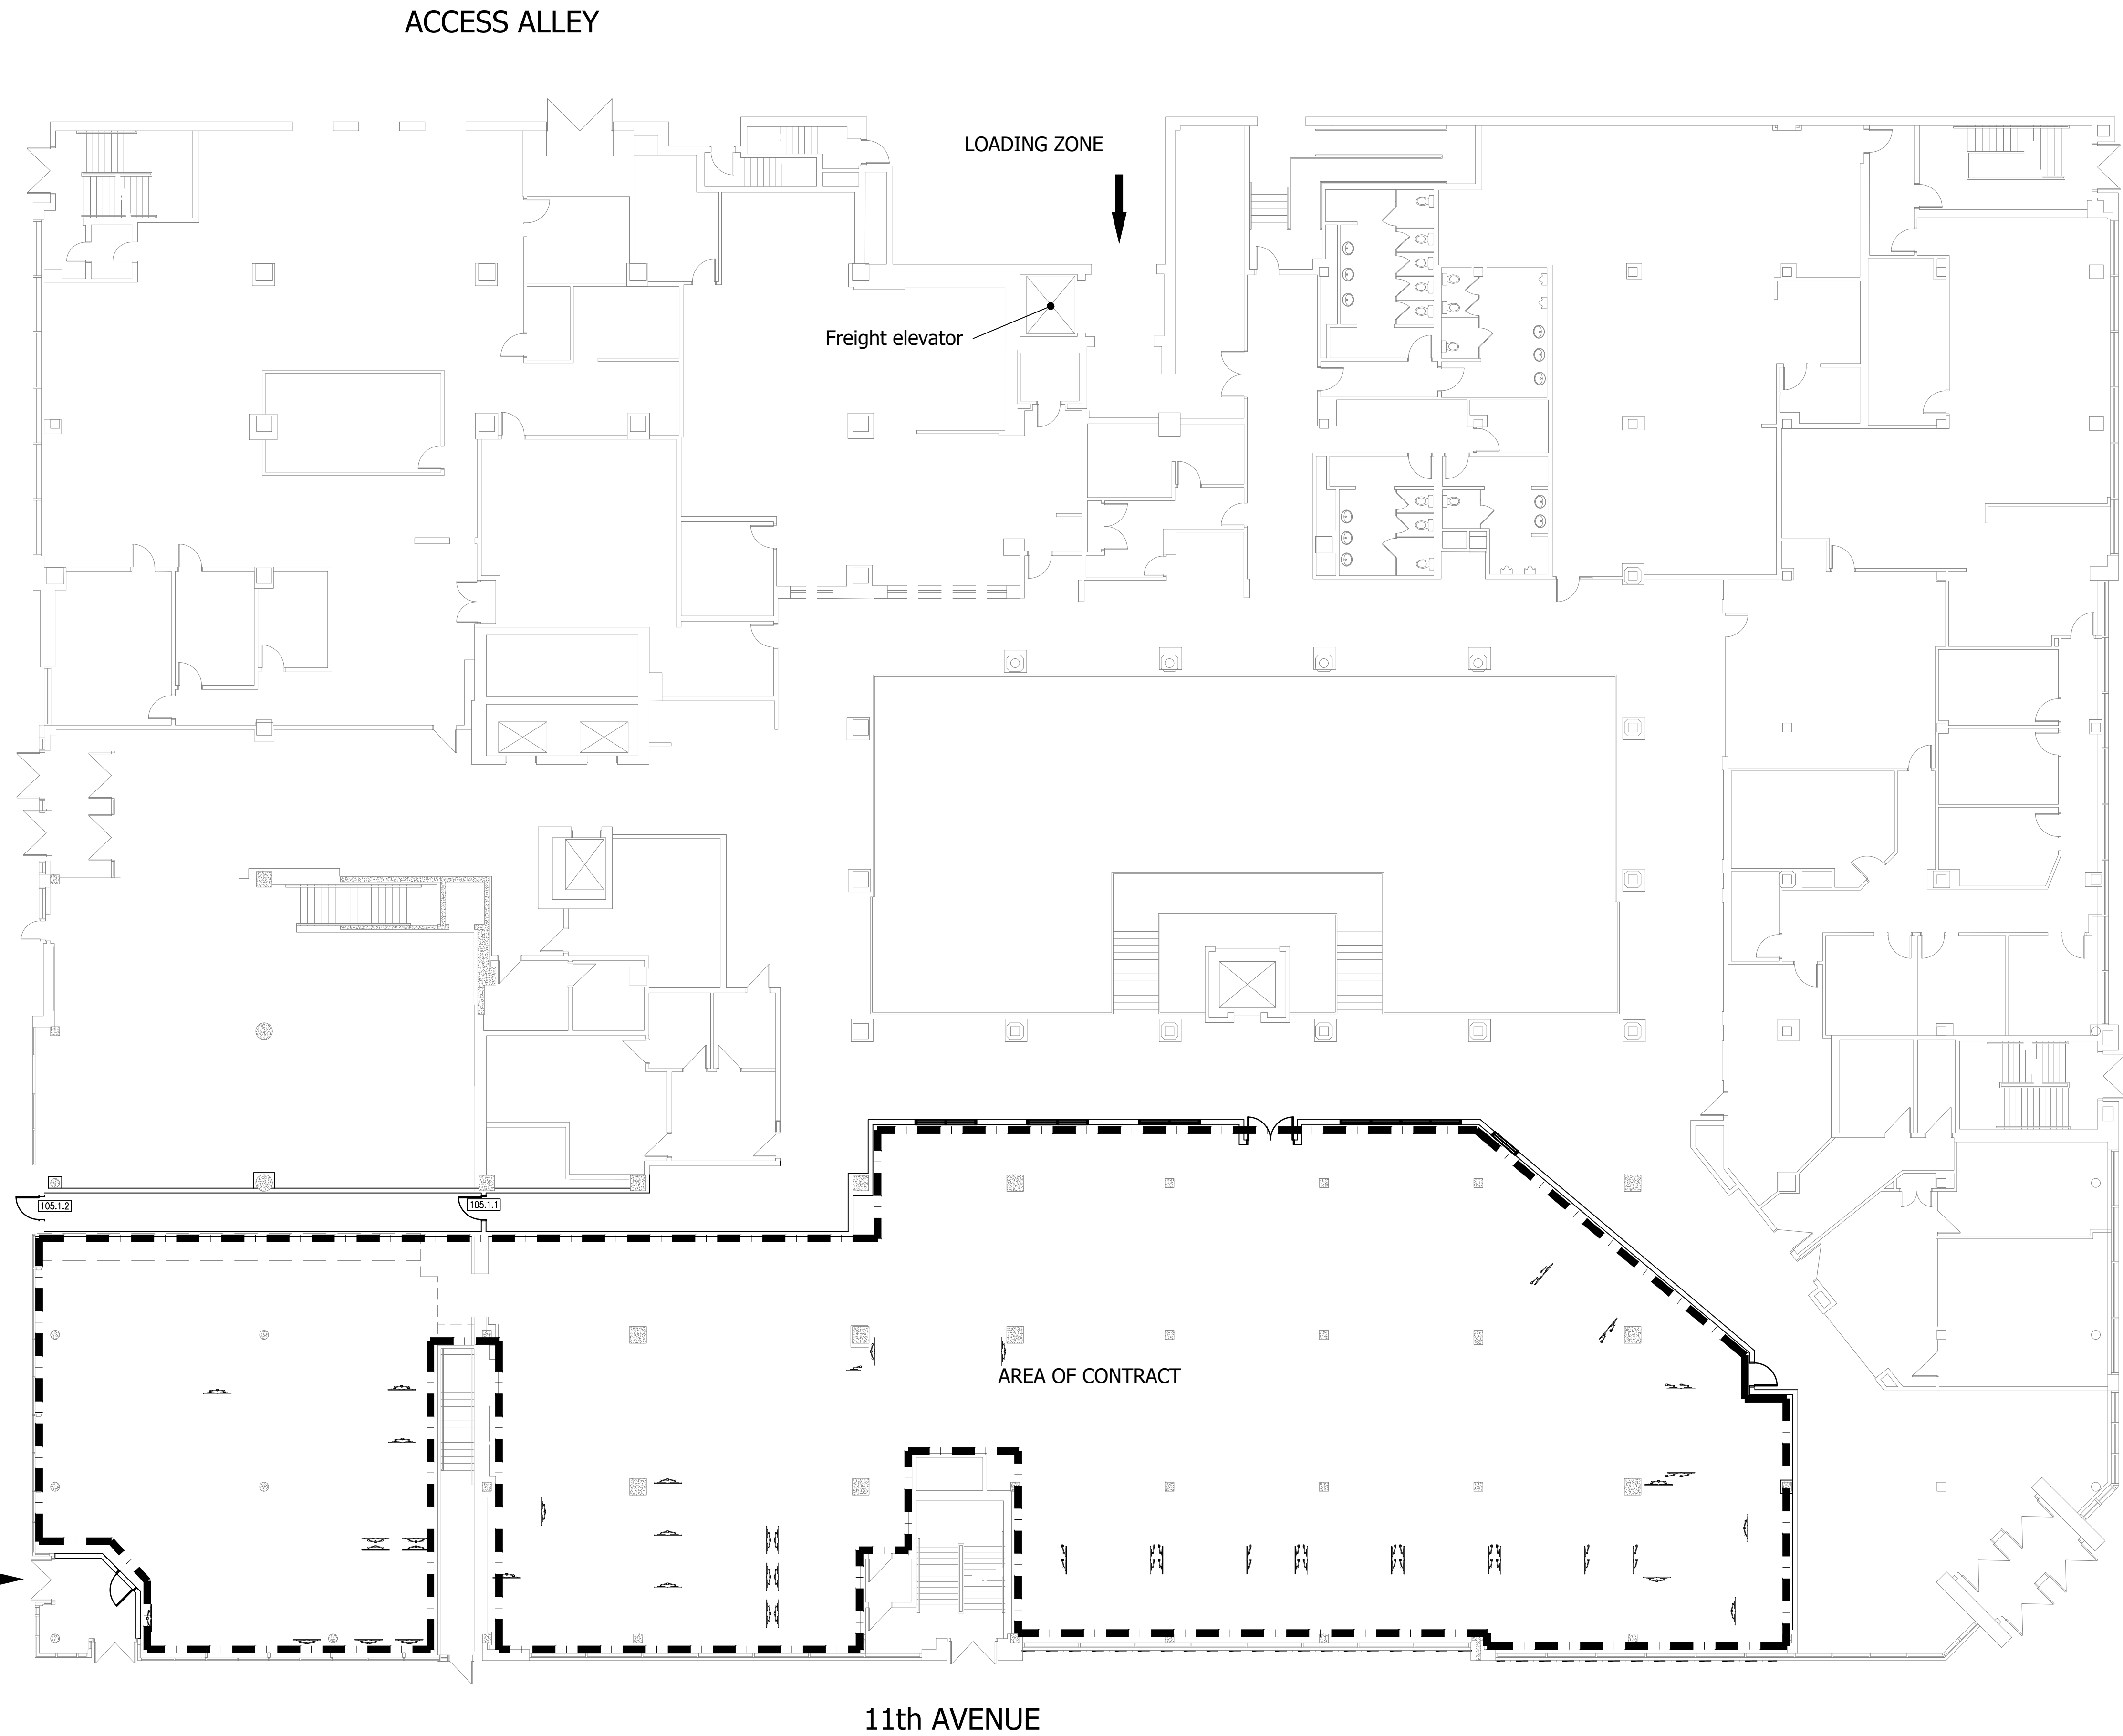 ACCESS ALLEY
LOADING ZONE
Freight elevator
105.1.2
105.1.1
AREA OF CONTRACT
11th AVENUE